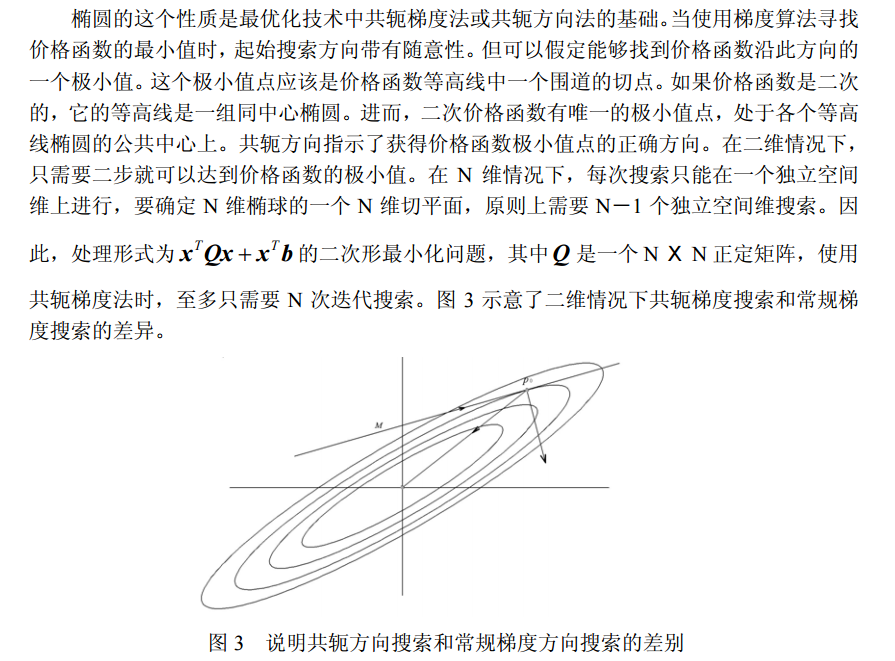 椭圆的这个性质是最优化技术中共轭梯度法或共轭方向法的基础。当使用梯度算法寻找
价格函数的最小值时，起始搜索方向带有随意性。但可以假定能够找到价格函数沿此方向的
一个极小值。这个极小值点应该是价格函数等高线中一个围道的切点。如果价格函数是二次
的，它的等高线是一组同中心椭圆。进而，二次价格函数有唯一的极小值点，处于各个等高
线椭圆的公共中心上。共轭方向指示了获得价格函数极小值点的正确方向。在二维情况下，
只需要二步就可以达到价格函数的极小值。在 N 维情况下，每次搜索只能在一个独立空间
维上进行，要确定 N 维椭球的一个 N 维切平面，原则上需要 N－1 个独立空间维搜索。因
此，处理形式为 x^T Qx + x^T b 的二次形最小化问题，其中 Q 是一个 N X N 正定矩阵，使用
共轭梯度法时，至多只需要 N 次迭代搜索。图 3 示意了二维情况下共轭梯度搜索和常规梯
度搜索的差异。
M
图 3 说明共轭方向搜索和常规梯度方向搜索的差别